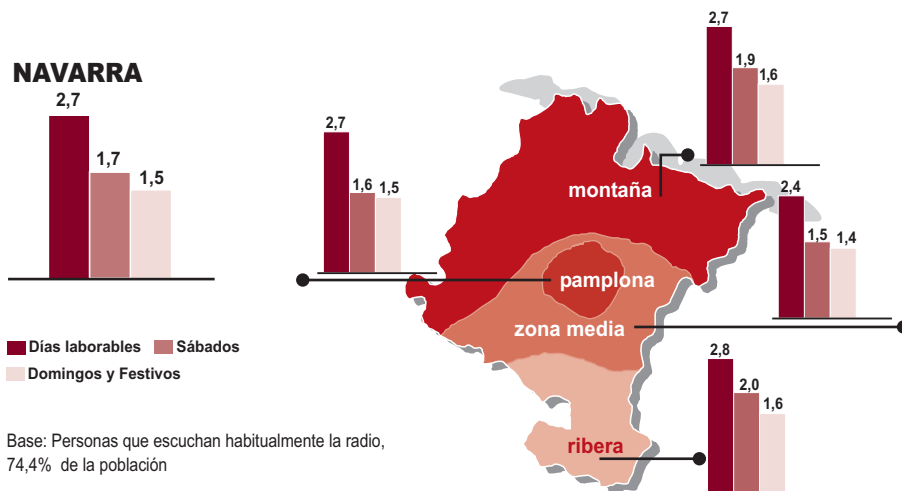 NAVARRA
2,7
1,7
1,5
Días laborables Sábados
Domingos y Festivos
Base: Personas que escuchan habitualmente la radio,
74,4% de la población
2,7
1,6
1,5
2,7
1,9
1,6
montaña
2,4
1,5
1,4
pamplona
zona media
2,8
2,0
1,6
ribera